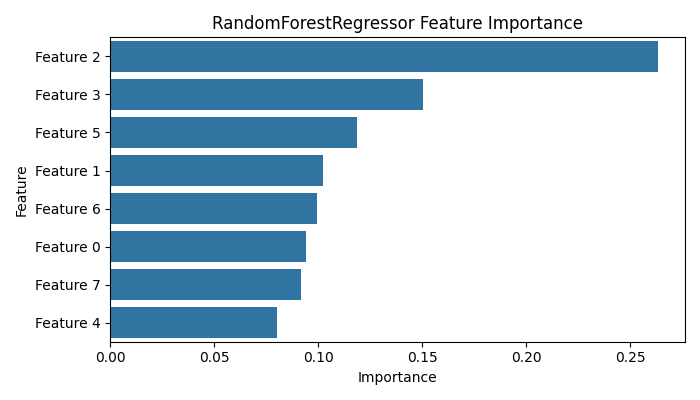 RandomForestRegressor Feature Importance
Feature 2
Feature 3
Feature 5
Feature 1
Feature 6
Feature 0
Feature 7
Feature 4
Feature
0.00 0.05 0.10 0.15 0.20 0.25
Importance